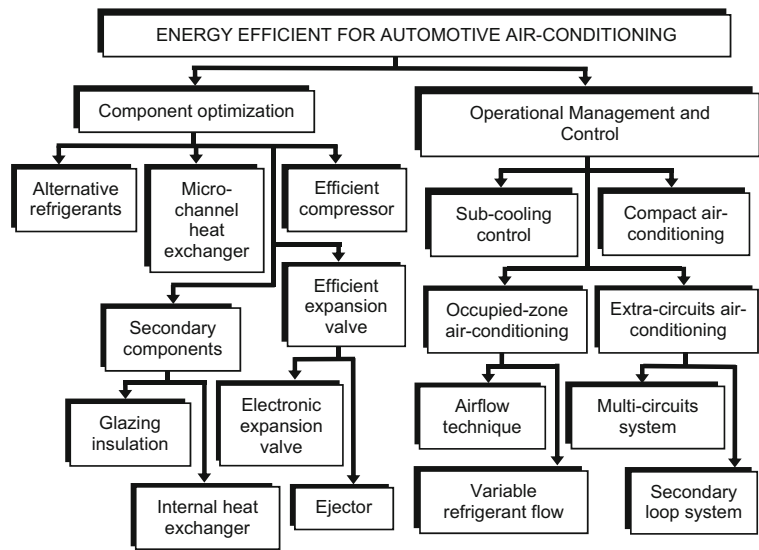 ENERGY EFFICIENT FOR AUTOMOTIVE AIR-CONDITIONING
Component optimization
Operational Management and
Control
Alternative
refrigerants
Micro-
channel
heat
exchanger
Efficient
compressor
Sub-cooling
control
Compact air-
conditioning
Secondary
components
Efficient
expansion
valve
Occupied-zone
air-conditioning
Extra-circuits air-
conditioning
Glazing
insulation
Electronic
expansion
valve
Airflow
technique
Multi-circuits
system
Internal heat
exchanger
Ejector
Variable
refrigerant flow
Secondary
loop system